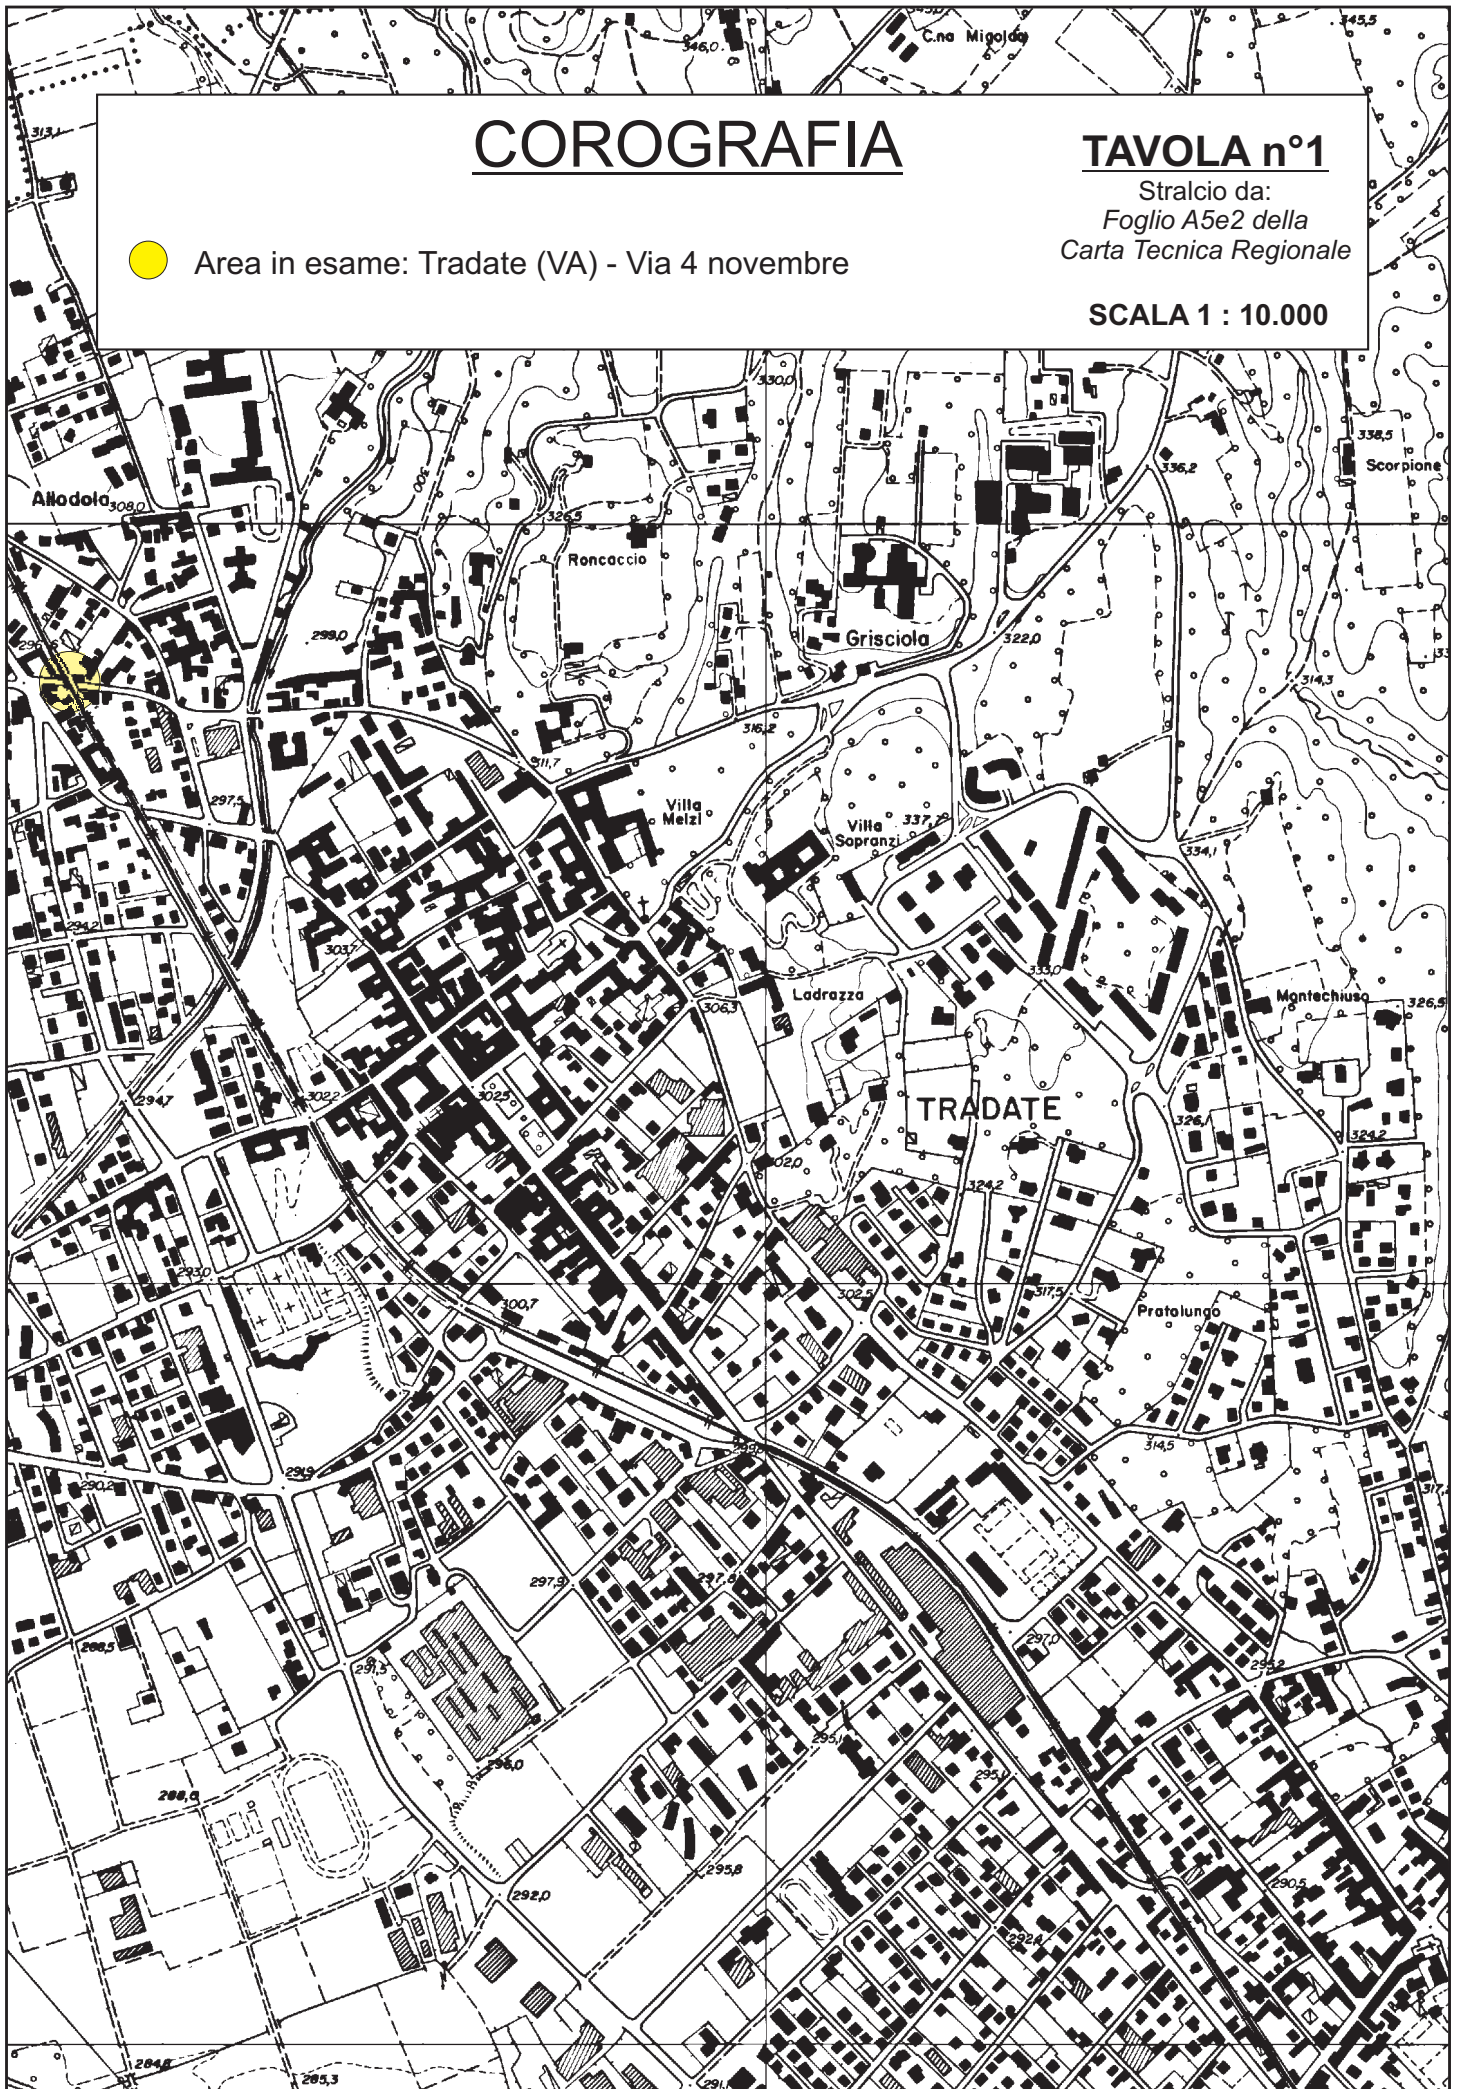 345,5
C.na Migolda
346,0
313,1
COROGRAFIA
TAVOLA n°1
Stralcio da:
Foglio A5e2 della
Carta Tecnica Regionale
Area in esame: Tradate (VA) - Via 4 novembre
SCALA 1 : 10.000
330,0
338,5
Scorpione
336,2
300
Allodola
308,0
326,5
Roncaccio
299,0
Grisciola
322,0
314,3
316,2
311,7
297,5
Villa
Melzi
Villa
Sopranzi
337,7
334,1
294,2
303,7
333,0
Ladrazza
306,3
Montechiuso
326,5
294,7
302,2
302,5
TRADATE
326,1
324,2
302,0
324,2
293,0
300,7
302,5
317,5
Pratolungo
314,5
291,9
290,2
297,9
297,8
297,0
295,2
288,5
291,5
295,1
296,0
295,1
288,6
295,8
290,5
292,0
292,4
284,8
285,3